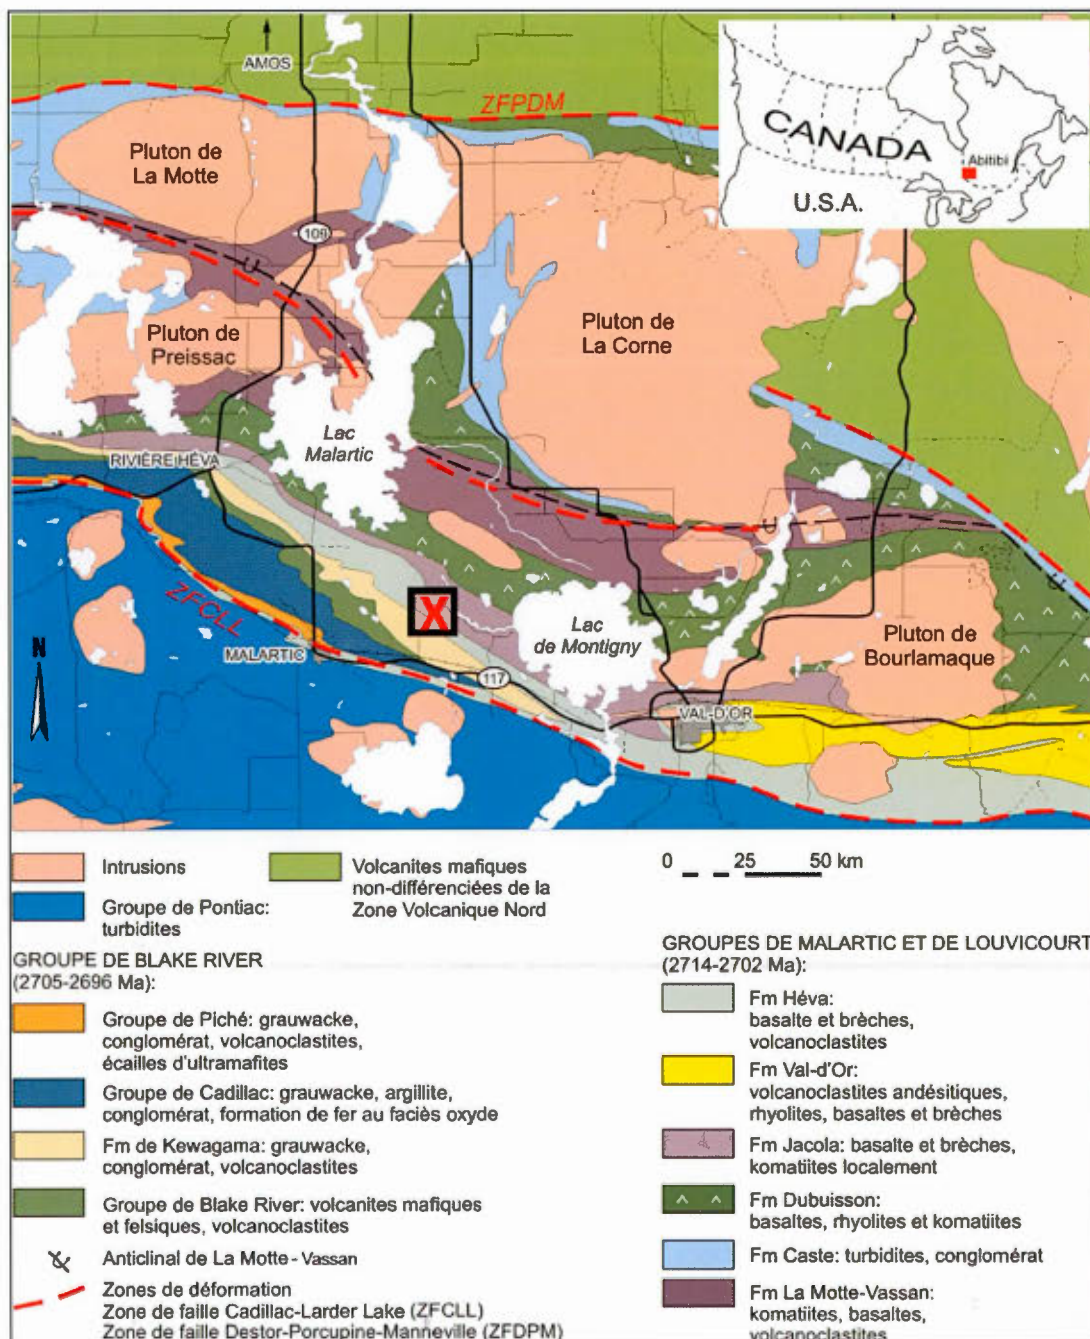 AMOS
ZFPDM
CANADA
Abitibi
U.S.A.
Pluton de
La Motte
109
Pluton de
Preissac
Pluton de
La Corne
Lac
Malartic
RIVIÈRE HÉVA
ZFCLL
X
Lac
de Montigny
Pluton de
Bourlamaque
N
MALARTIC
117
VAL-D'OR
Intrusions
Groupe de Pontiac:
turbidites
Volcanites mafiques
non-différenciées de la
Zone Volcanique Nord
0 25 50 km
GROUPE DE BLAKE RIVER
(2705-2696 Ma):
Groupe de Piché: grauwacke,
conglomérat, volcanoclastites,
écailles d'ultramafites
Groupe de Cadillac: grauwacke, argillite,
conglomérat, formation de fer au faciès oxyde
Fm de Kewagama: grauwacke,
conglomérat, volcanoclastites
Groupe de Blake River: volcanites mafiques
et felsiques, volcanoclastites
Anticlinal de La Motte-Vassan
Zones de déformation
Zone de faille Cadillac-Larder Lake (ZFCLL)
Zone de faille Destor-Porcupine-Manneville (ZFDPM)
GROUPES DE MALARTIC ET DE LOUVICOURT
(2714-2702 Ma):
Fm Héva:
basalte et brèches,
volcanoclastites
Fm Val-d'Or:
volcanoclastites andésitiques,
rhyolites, basaltes et brèches
Fm Jacola: basalte et brèches,
komatiites localement
Fm Dubuisson:
basaltes, rhyolites et komatiites
Fm Caste: turbidites, conglomérat
Fm La Motte-Vassan:
komatiites, basaltes,
volcanoclastites